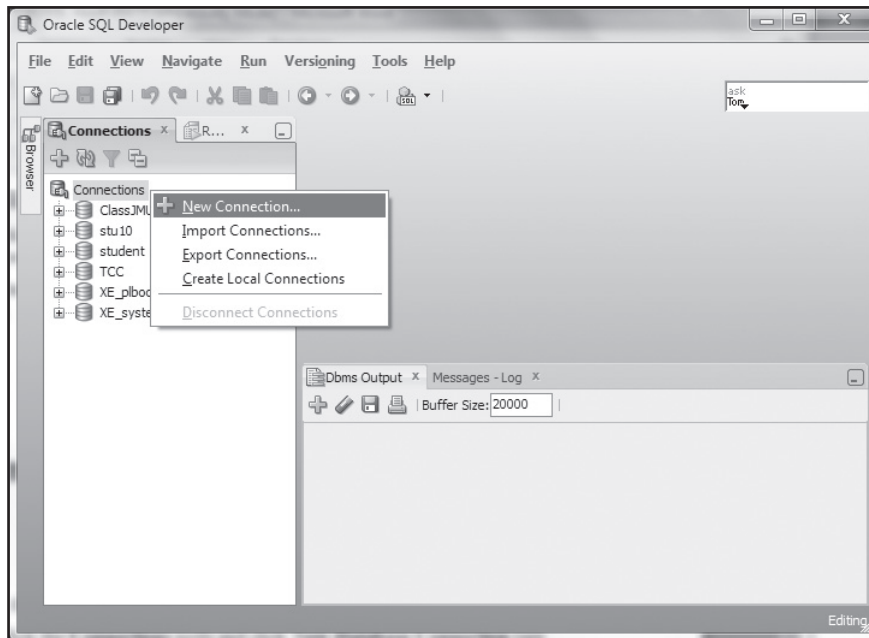 Oracle SQL Developer
File Edit View Navigate Run Versioning Tools Help
SQL
ask
Tom
Connections
R...
Browser
Connections
ClassJMU
stu10
student
TCC
XE_plboo
XE_syste
New Connection...
Import Connections...
Export Connections...
Create Local Connections
Disconnect Connections
Dbms Output
Messages - Log
Buffer Size: 20000
Editing